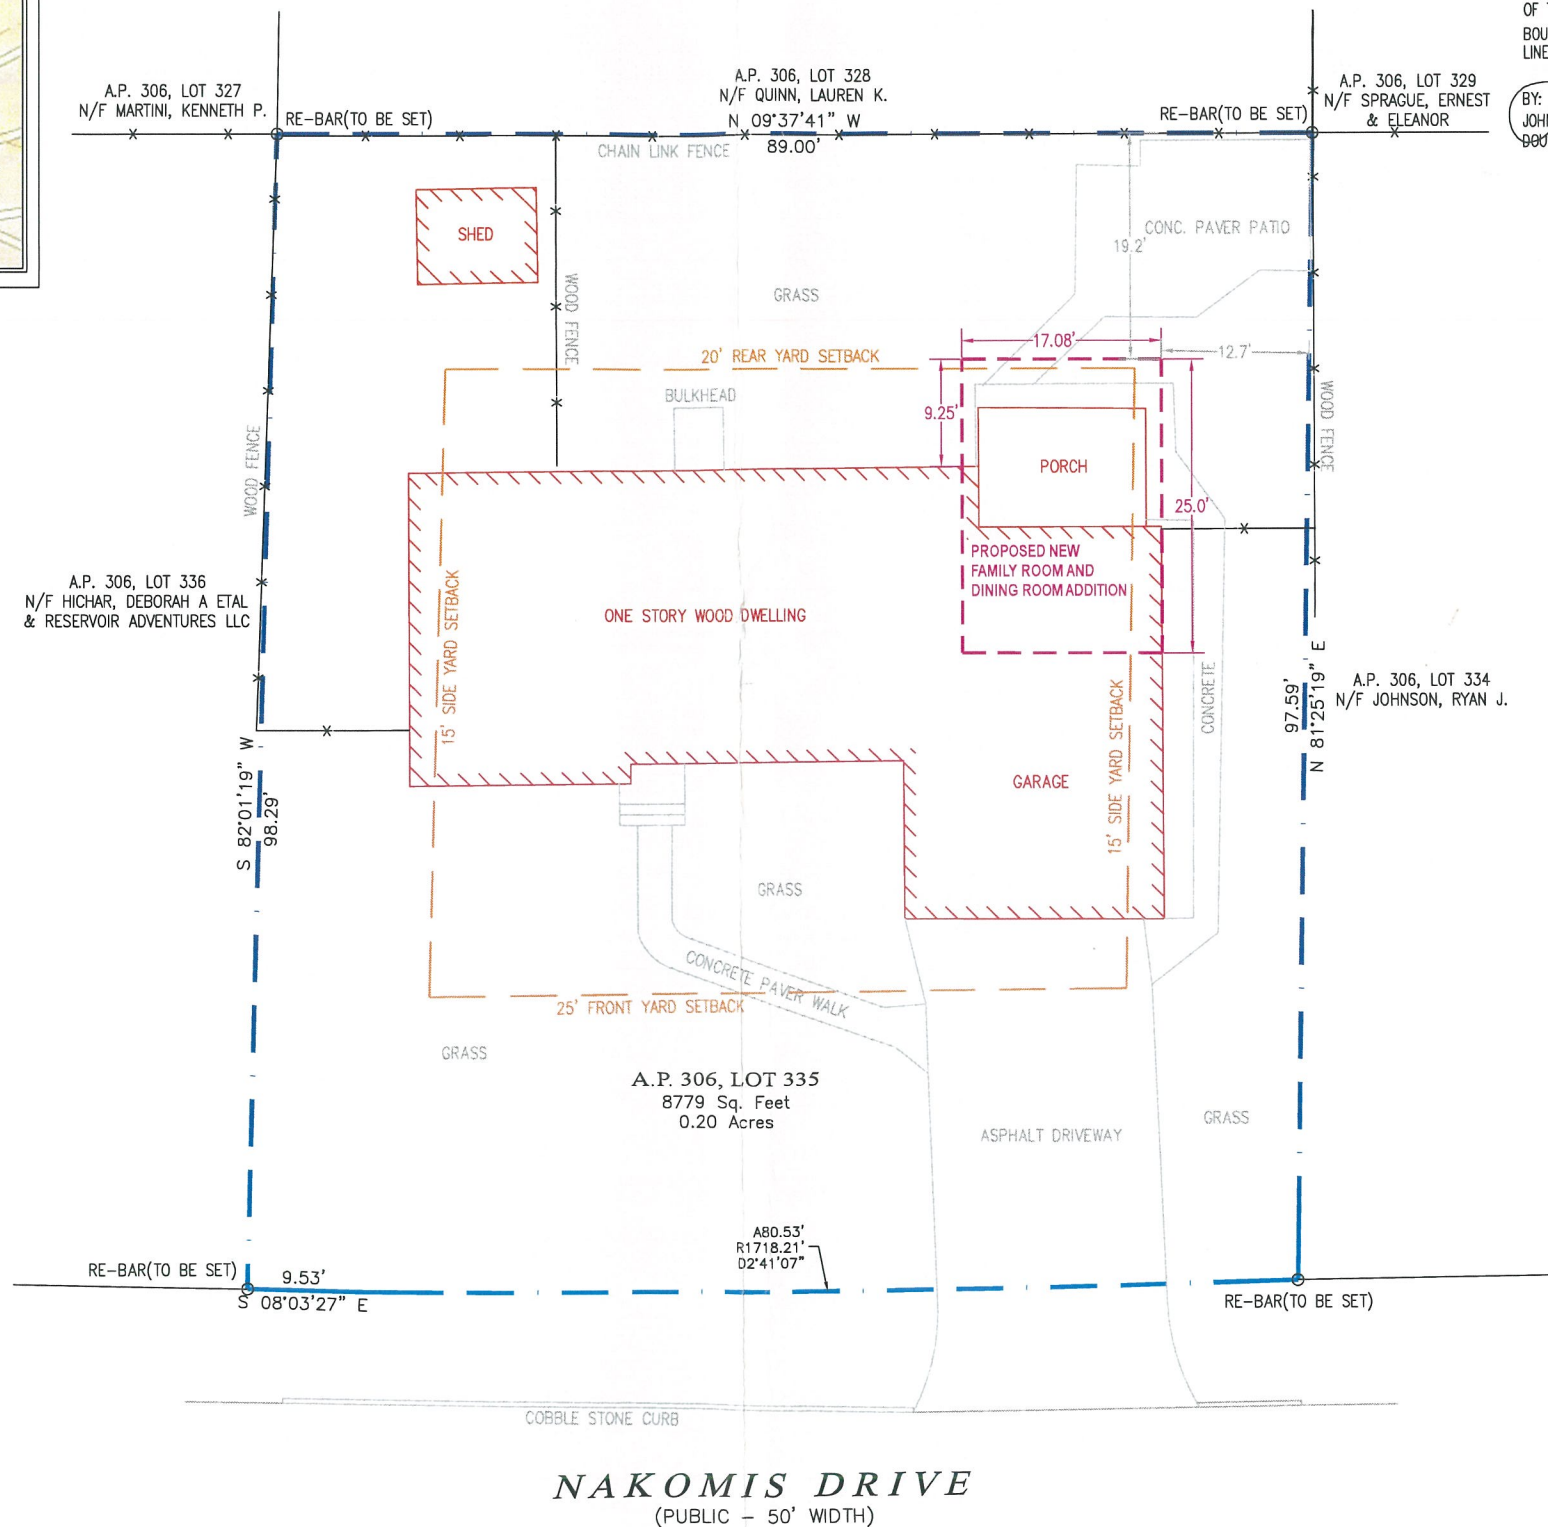 OF
BOU
LINE
A.P. 306, LOT 327
N/F MARTINI, KENNETH P.
A.P. 306, LOT 328
N/F QUINN, LAUREN K.
N 09°37'41" W
89.00'
A.P. 306, LOT 329
N/F SPRAGUE, ERNEST
& ELEANOR
BY:
JOH
DOU
RE-BAR(TO BE SET)
RE-BAR(TO BE SET)
CHAIN LINK FENCE
SHED
WOOD FENCE
GRASS
CONC. PAVER PATIO
19.2'
17.08'
12.7'
20' REAR YARD SETBACK
BULKHEAD
9.25'
WOOD FENCE
WOOD FENCE
PORCH
25.0'
PROPOSED NEW
FAMILY ROOM AND
DINING ROOM ADDITION
A.P. 306, LOT 336
N/F HICHAR, DEBORAH A ETAL
& RESERVOIR ADVENTURES LLC
15' SIDE YARD SETBACK
ONE STORY WOOD DWELLING
CONCRETE
A.P. 306, LOT 334
N/F JOHNSON, RYAN J.
97.59'
N 81°25'19" E
S 82°01'19" W
98.29'
15' SIDE YARD SETBACK
GARAGE
GRASS
CONCRETE PAVER WALK
25' FRONT YARD SETBACK
GRASS
A.P. 306, LOT 335
8779 Sq. Feet
0.20 Acres
ASPHALT DRIVEWAY
GRASS
A80.53'
R1718.21'
D2°41'07"
RE-BAR(TO BE SET)
9.53'
S 08°03'27" E
RE-BAR(TO BE SET)
COBBLE STONE CURB
NAKOMIS DRIVE
(PUBLIC - 50' WIDTH)